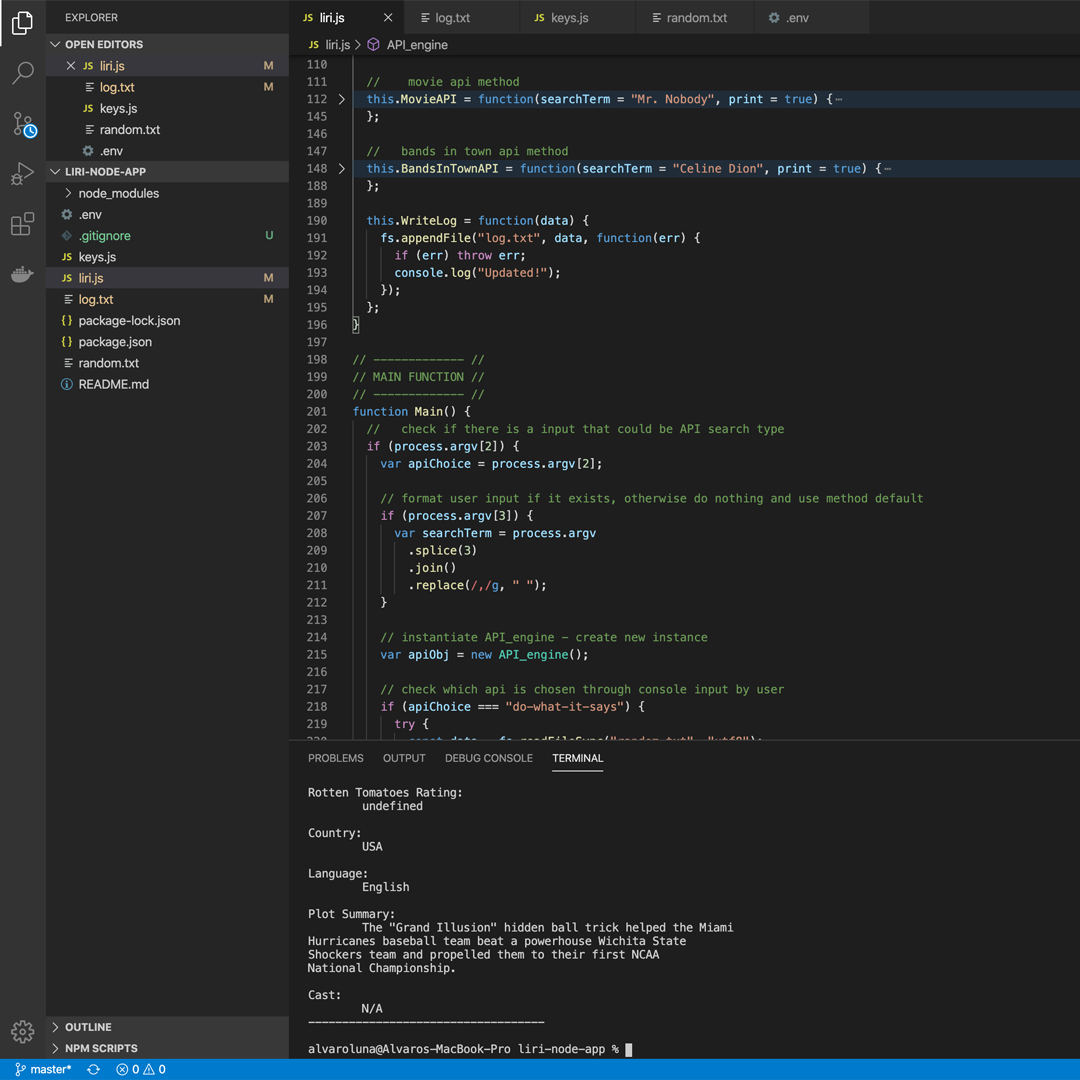 EXPLORER
OPEN EDITORS
JS liri.js M
log.txt M
JS keys.js
random.txt
.env
LIRI-NODE-APP
node_modules
.env
.gitignore U
JS keys.js
JS liri.js M
log.txt M
{} package-lock.json
{} package.json
random.txt
README.md
OUTLINE
NPM SCRIPTS
JS liri.js
log.txt
JS keys.js
random.txt
.env
JS liri.js > API_engine
110
111 // movie api method
112 this.MovieAPI = function(searchTerm = "Mr. Nobody", print = true) {⋯
145 };
146
147 // bands in town api method
148 this.BandsInTownAPI = function(searchTerm = "Celine Dion", print = true) {⋯
188 };
189
190 this.WriteLog = function(data) {
191 fs.appendFile("log.txt", data, function(err) {
192 if (err) throw err;
193 console.log("Updated!");
194 });
195 };
196 }
197
198 // ------------- //
199 // MAIN FUNCTION //
200 // ------------- //
201 function Main() {
202 // check if there is a input that could be API search type
203 if (process.argv[2]) {
204 var apiChoice = process.argv[2];
205
206 // format user input if it exists, otherwise do nothing and use method default
207 if (process.argv[3]) {
208 var searchTerm = process.argv
209 .splice(3)
210 .join()
211 .replace(/,/g, " ");
212 }
213
214 // instantiate API_engine - create new instance
215 var apiObj = new API_engine();
216
217 // check which api is chosen through console input by user
218 if (apiChoice === "do-what-it-says") {
219 try {
220 const data = fs.readFileSync("random.txt", "utf8");
PROBLEMS OUTPUT DEBUG CONSOLE TERMINAL
Rotten Tomatoes Rating:
undefined
Country:
USA
Language:
English
Plot Summary:
The "Grand Illusion" hidden ball trick helped the Miami
Hurricanes baseball team beat a powerhouse Wichita State
Shockers team and propelled them to their first NCAA
National Championship.
Cast:
N/A
-----------------------------------
alvaroluna@Alvaros-MacBook-Pro liri-node-app %
master* 0 0